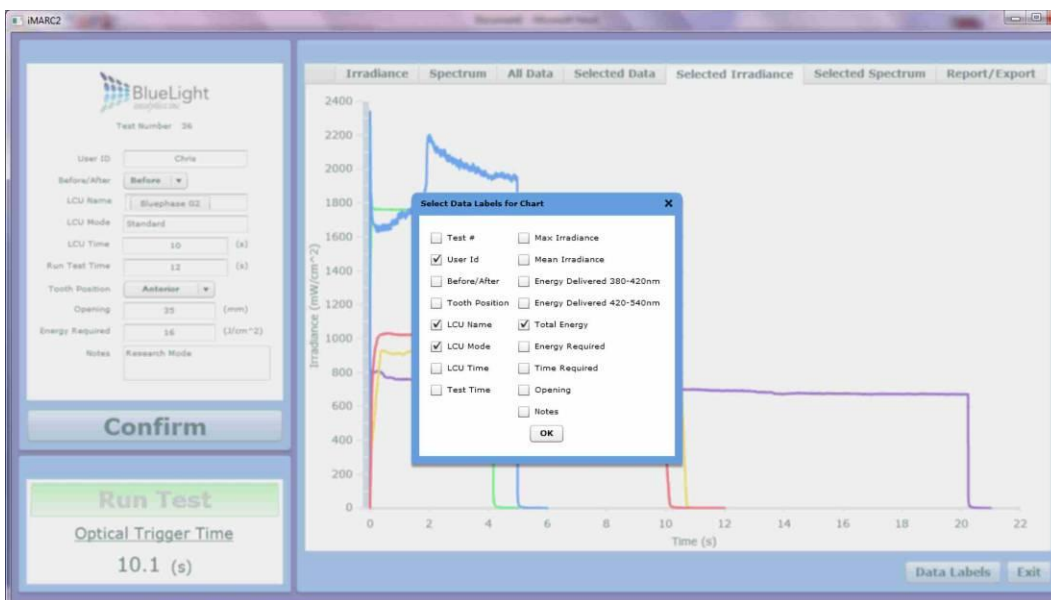 iMARC2
BlueLight
analytics inc
Test Number 36
User ID Chris
Before/After Before
LCU Name Bluephase G2
LCU Mode Standard
LCU Time 10 (s)
Run Test Time 12 (s)
Tooth Position Anterior
Opening 35 (mm)
Energy Required 16 (J/cm^2)
Notes Research Mode
Confirm
Run Test
Optical Trigger Time
10.1 (s)
Irradiance Spectrum All Data Selected Data Selected Irradiance Selected Spectrum Report/Export
Irradiance (mW/cm^2)
2400
2200
2000
1800
1600
1400
1200
1000
800
600
400
200
0
0 2 4 6 8 10 12 14 16 18 20 22
Time (s)
Select Data Labels for Chart X
Test # Max Irradiance
User Id Mean Irradiance
Before/After Energy Delivered 380-420nm
Tooth Position Energy Delivered 420-540nm
LCU Name Total Energy
LCU Mode Energy Required
LCU Time Time Required
Test Time Opening
Notes
OK
Data Labels Exit